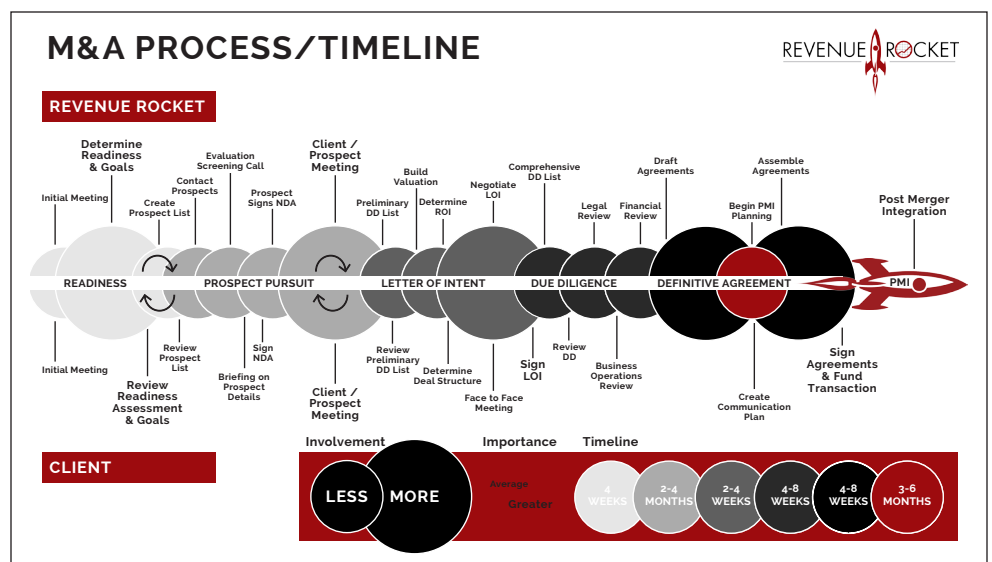 M&A PROCESS/TIMELINE
REVENUE ROCKET
REVENUE ROCKET
Determine
Readiness
& Goals
Initial Meeting
Create
Prospect List
Contact
Prospects
Evaluation
Screening Call
Prospect
Signs NDA
Client /
Prospect
Meeting
Preliminary
DD List
Build
Valuation
Determine
ROI
Negotiate
LOI
Comprehensive
DD List
Legal
Review
Financial
Review
Draft
Agreements
Begin PMI
Planning
Assemble
Agreements
Post Merger
Integration
READINESS
PROSPECT PURSUIT
LETTER OF INTENT
DUE DILIGENCE
DEFINITIVE AGREEMENT
PMI
Initial Meeting
Review
Readiness
Assessment
& Goals
Review
Prospect
List
Briefing on
Prospect
Details
Sign
NDA
Client /
Prospect
Meeting
Review
Preliminary
DD List
Determine
Deal Structure
Face to Face
Meeting
Sign
LOI
Review
DD
Business
Operations
Review
Create
Communication
Plan
Sign
Agreements
& Fund
Transaction
CLIENT
Involvement
LESS
MORE
Importance
Average
Greater
Timeline
4
WEEKS
2-4
MONTHS
2-4
WEEKS
4-8
WEEKS
4-8
WEEKS
3-6
MONTHS